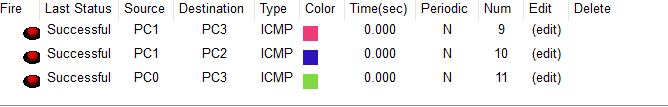 Fire Last Status Source Destination Type Color Time(sec) Periodic Num Edit Delete
Successful PC1 PC3 ICMP 0.000 N 9 (edit)
Successful PC1 PC2 ICMP 0.000 N 10 (edit)
Successful PC0 PC3 ICMP 0.000 N 11 (edit)